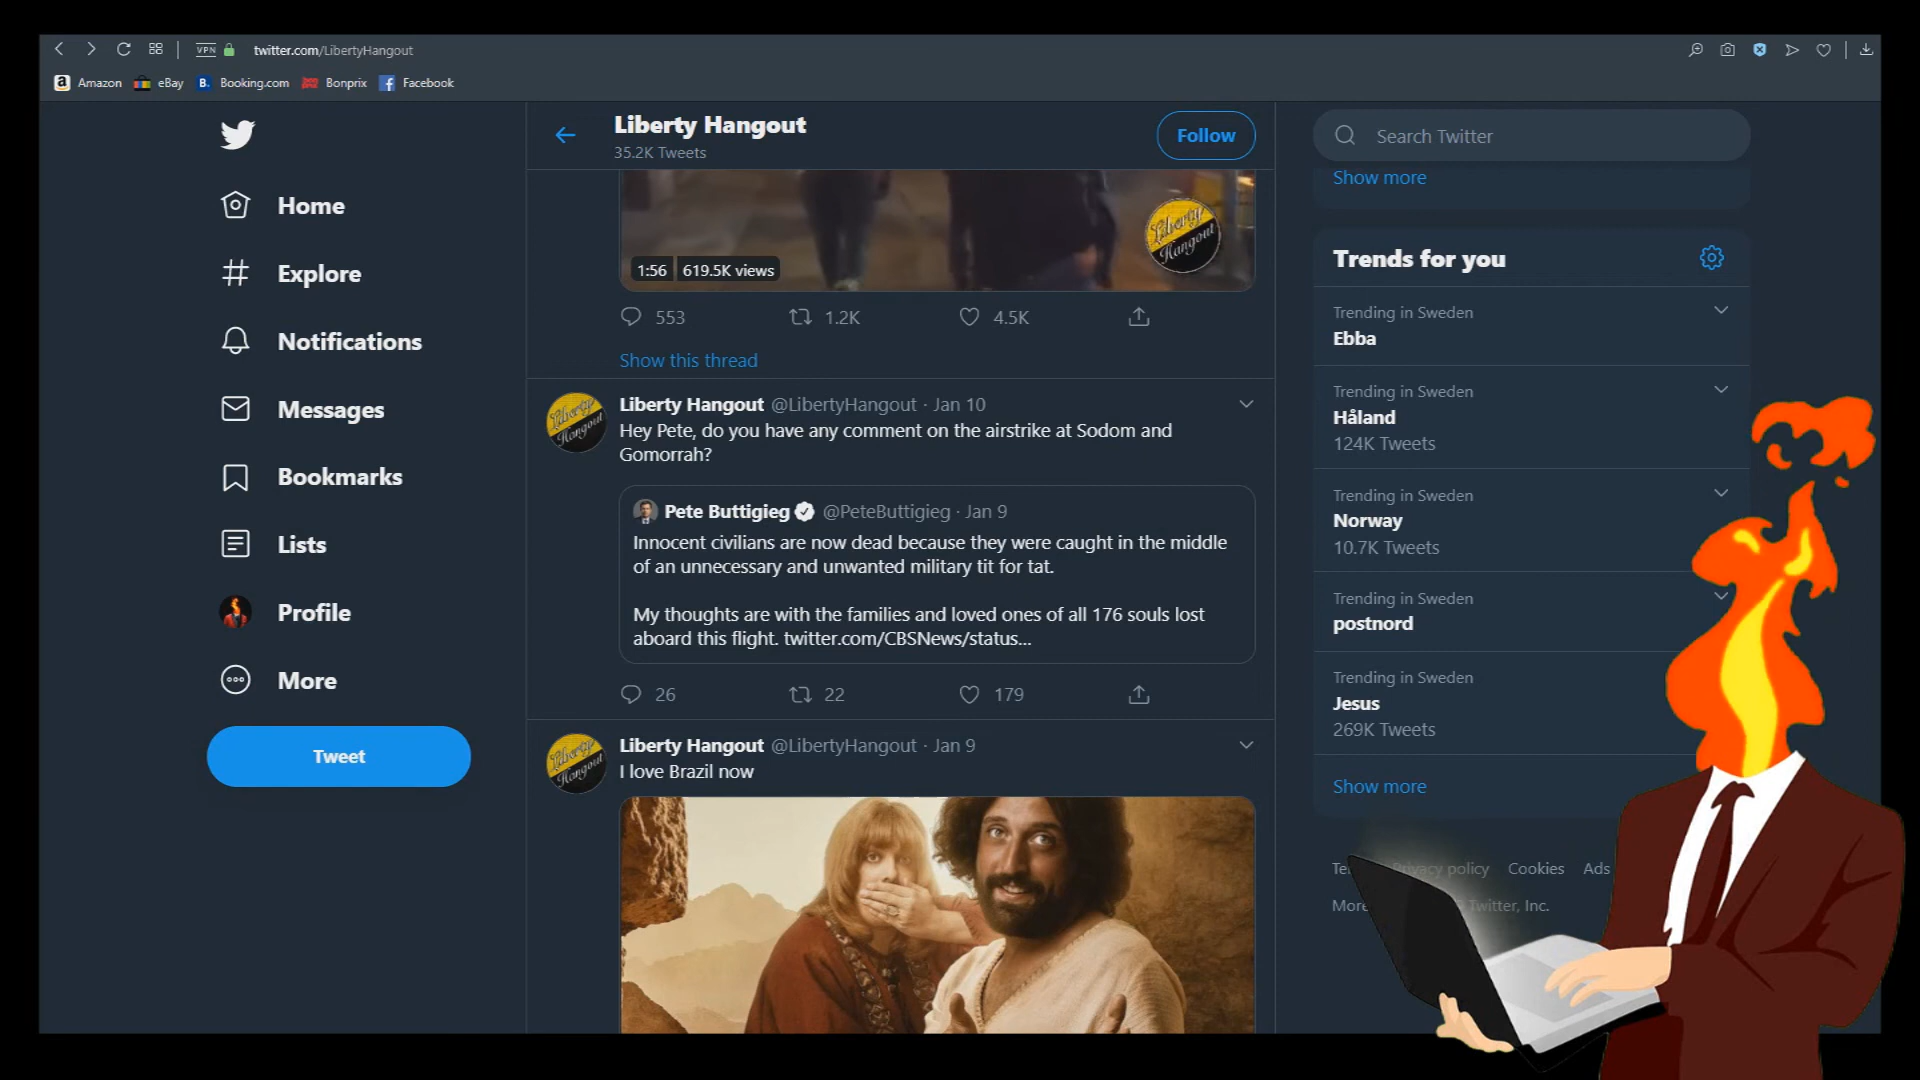 VPN twitter.com/LibertyHangout
Amazon eBay Booking.com Bonprix Facebook
Liberty Hangout
35.2K Tweets
Follow
Search Twitter
Show more
Home
Explore
Notifications
Messages
Bookmarks
Lists
Profile
More
Tweet
Liberty
Hangout
1:56 619.5K views
553 1.2K 4.5K
Show this thread
Liberty Hangout @LibertyHangout · Jan 10
Hey Pete, do you have any comment on the airstrike at Sodom and
Gomorrah?
Pete Buttigieg @PeteButtigieg · Jan 9
Innocent civilians are now dead because they were caught in the middle
of an unnecessary and unwanted military tit for tat.
My thoughts are with the families and loved ones of all 176 souls lost
aboard this flight. twitter.com/CBSNews/status...
26 22 179
Liberty Hangout @LibertyHangout · Jan 9
I love Brazil now
Trends for you
Trending in Sweden
Ebba
Trending in Sweden
Håland
124K Tweets
Trending in Sweden
Norway
10.7K Tweets
Trending in Sweden
postnord
Trending in Sweden
Jesus
269K Tweets
Show more
Privacy policy Cookies Ads
More Twitter, Inc.